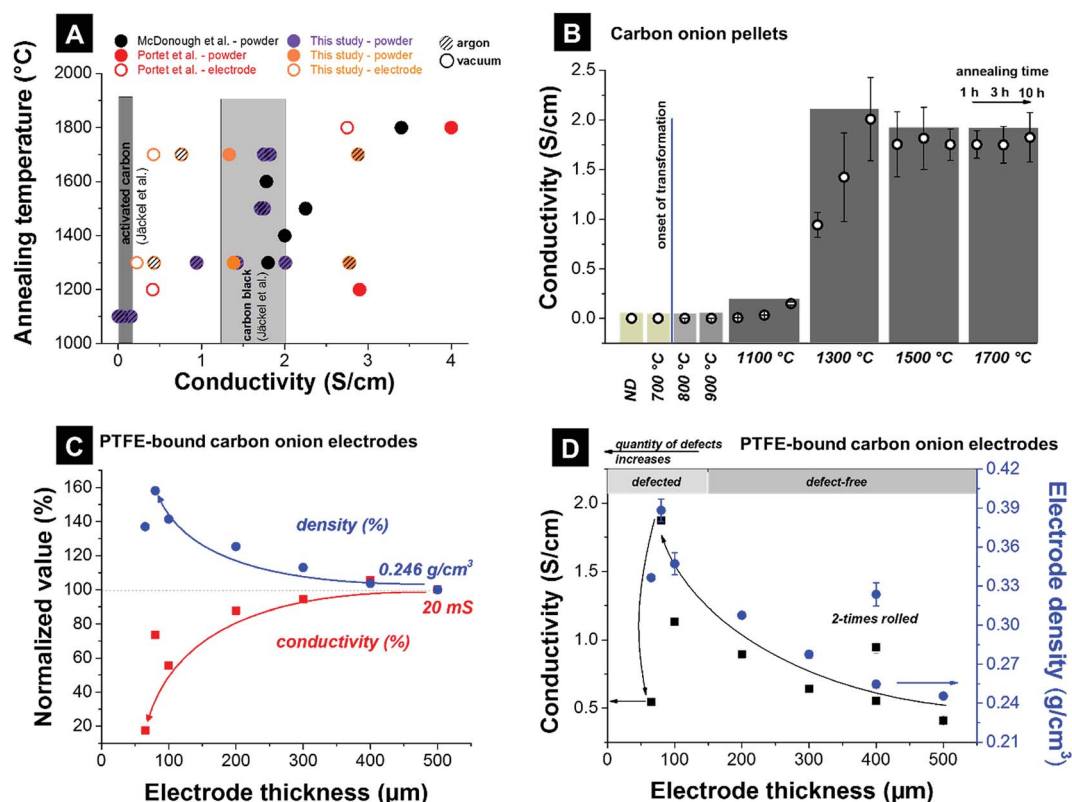 A
McDonough et al. - powder
This study - powder
argon
Portet et al. - powder
This study - powder
vacuum
Portet et al. - electrode
This study - electrode
Annealing temperature (°C)
2000
1800
1600
1400
1200
1000
activated carbon
(Jäckel et al.)
carbon black
(Jäckel et al.)
0 1 2 3 4
Conductivity (S/cm)
B Carbon onion pellets
Conductivity (S/cm)
2.5
2.0
1.5
1.0
0.5
0.0
onset of transformation
annealing time
1 h 3 h 10 h
ND
700 °C
800 °C
900 °C
1100 °C
1300 °C
1500 °C
1700 °C
C PTFE-bound carbon onion electrodes
Normalized value (%)
160
140
120
100
80
60
40
20
density (%)
0.246 g/cm³
20 mS
conductivity (%)
0 100 200 300 400 500
Electrode thickness (µm)
D
quantity of defects
increases
PTFE-bound carbon onion electrodes
defected
defect-free
Conductivity (S/cm)
2.0
1.5
1.0
0.5
2-times rolled
0.42
0.39
0.36
0.33
0.30
0.27
0.24
0.21
Electrode density (g/cm³)
0 100 200 300 400 500
Electrode thickness (µm)